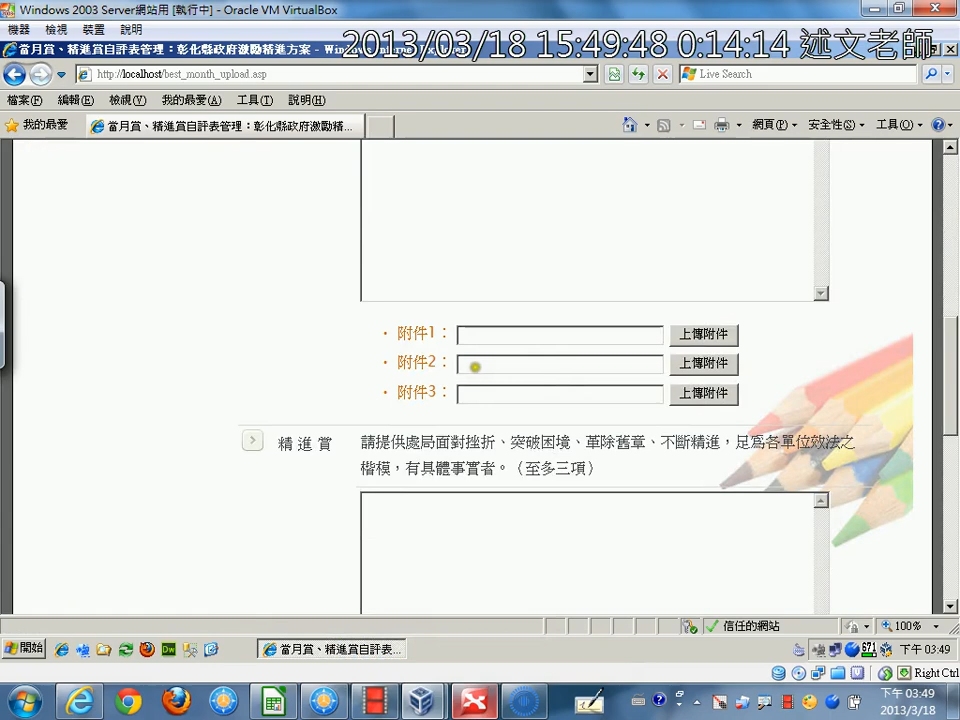 Windows 2003 Server網站用 [執行中] - Oracle VM VirtualBox
機器 檢視 裝置 說明
當月賞、精進賞自評表管理：彰化縣政府激勵精進方案 - Win
2013/03/18 15:49:48 0:14:14 述文老師
http://localhost/best_month_upload.asp
Live Search
檔案(F) 編輯(E) 檢視(V) 我的最愛(A) 工具(T) 說明(H)
我的最愛
當月賞、精進賞自評表管理：彰化縣政府激勵精...
網頁(P) 安全性(S) 工具(O)
・ 附件1： 上傳附件
・ 附件2： 上傳附件
・ 附件3： 上傳附件
精進賞
請提供處局面對挫折、突破困境、革除舊章、不斷精進，足為各單位效法之
楷模，有具體事實者。（至多三項）
信任的網站
100%
開始
當月賞、精進賞自評表...
671
下午 03:49
Right Ctrl
下午 03:49
2013/3/18